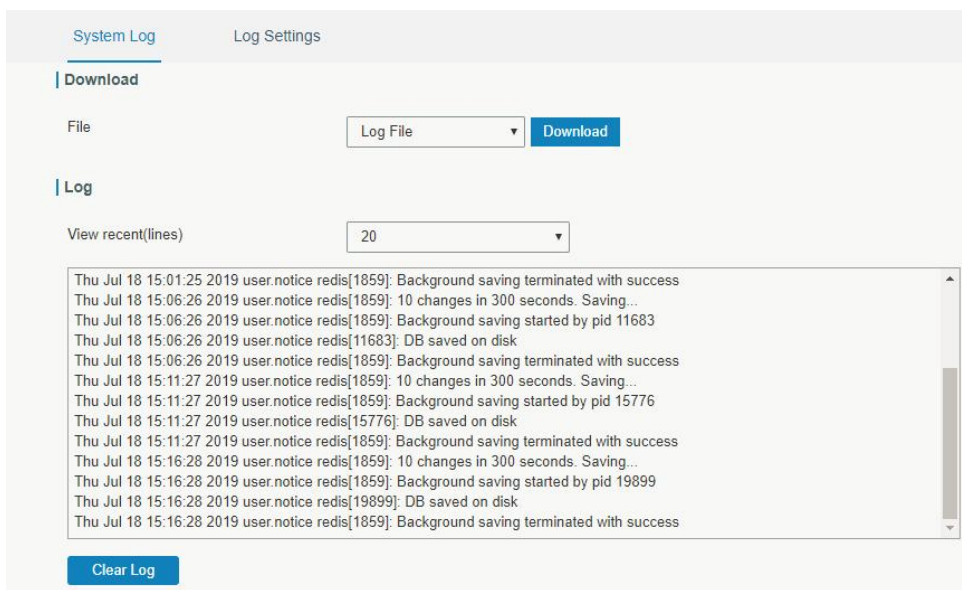 System Log Log Settings
Download
File Log File Download
Log
View recent(lines) 20
Thu Jul 18 15:01:25 2019 user.notice redis[1859]: Background saving terminated with success
Thu Jul 18 15:06:26 2019 user.notice redis[1859]: 10 changes in 300 seconds. Saving...
Thu Jul 18 15:06:26 2019 user.notice redis[1859]: Background saving started by pid 11683
Thu Jul 18 15:06:26 2019 user.notice redis[11683]: DB saved on disk
Thu Jul 18 15:06:26 2019 user.notice redis[1859]: Background saving terminated with success
Thu Jul 18 15:11:27 2019 user.notice redis[1859]: 10 changes in 300 seconds. Saving...
Thu Jul 18 15:11:27 2019 user.notice redis[1859]: Background saving started by pid 15776
Thu Jul 18 15:11:27 2019 user.notice redis[15776]: DB saved on disk
Thu Jul 18 15:11:27 2019 user.notice redis[1859]: Background saving terminated with success
Thu Jul 18 15:16:28 2019 user.notice redis[1859]: 10 changes in 300 seconds. Saving...
Thu Jul 18 15:16:28 2019 user.notice redis[1859]: Background saving started by pid 19899
Thu Jul 18 15:16:28 2019 user.notice redis[19899]: DB saved on disk
Thu Jul 18 15:16:28 2019 user.notice redis[1859]: Background saving terminated with success
Clear Log